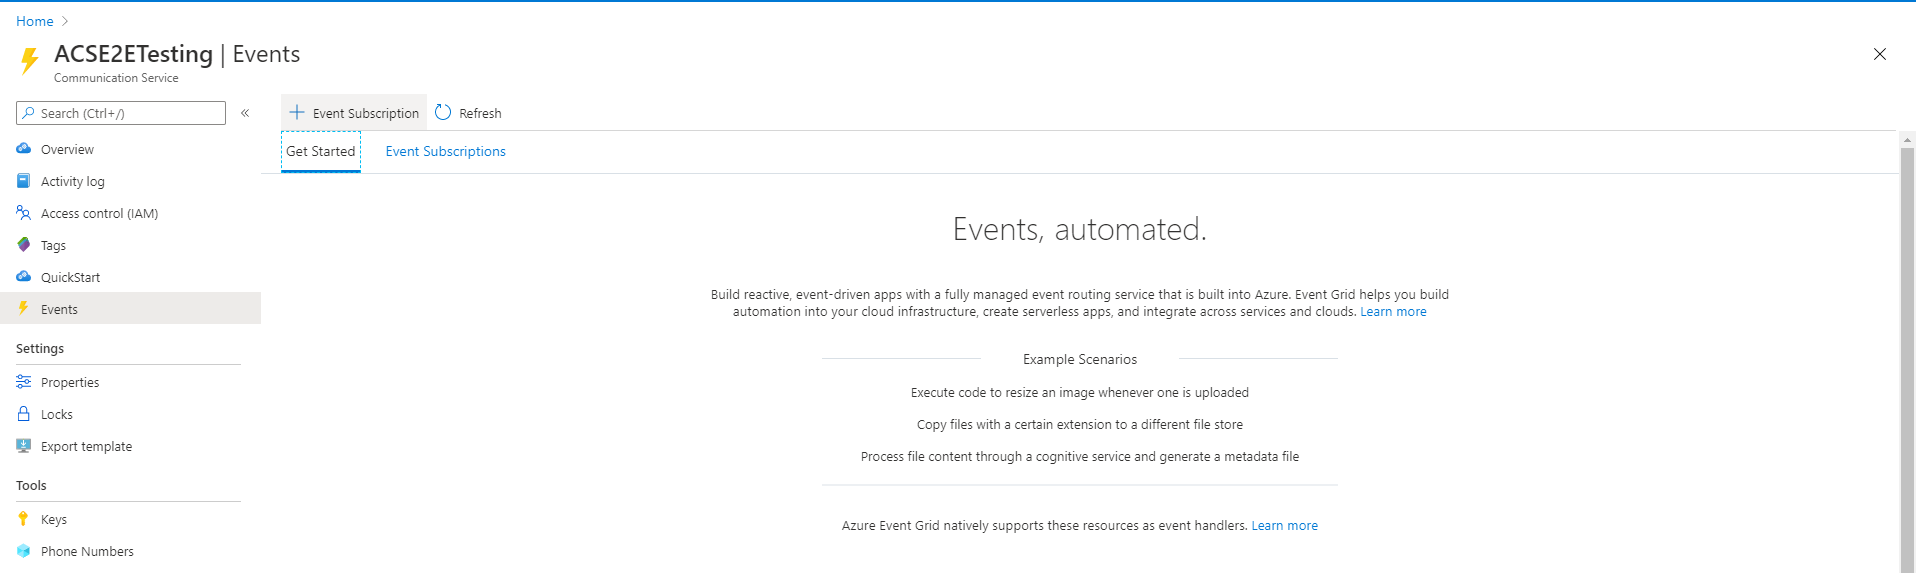 Home
ACSE2ETesting | Events
Communication Service
Search (Ctrl+/)
«
Overview
Activity log
Access control (IAM)
Tags
QuickStart
Events
Settings
Properties
Locks
Export template
Tools
Keys
Phone Numbers
Event Subscription
Refresh
Get Started
Event Subscriptions
Events, automated.
Build reactive, event-driven apps with a fully managed event routing service that is built into Azure. Event Grid helps you build
automation into your cloud infrastructure, create serverless apps, and integrate across services and clouds. Learn more
Example Scenarios
Execute code to resize an image whenever one is uploaded
Copy files with a certain extension to a different file store
Process file content through a cognitive service and generate a metadata file
Azure Event Grid natively supports these resources as event handlers. Learn more